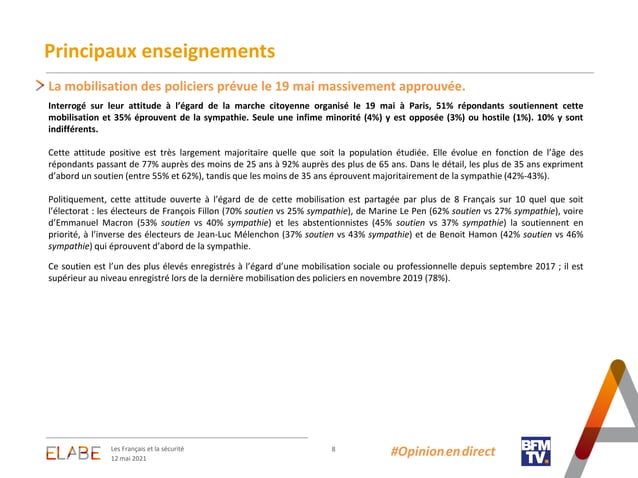 Principaux enseignements
La mobilisation des policiers prévue le 19 mai massivement approuvée.
Interrogé sur leur attitude à l’égard de la marche citoyenne organisé le 19 mai à Paris, 51% répondants soutiennent cette
mobilisation et 35% éprouvent de la sympathie. Seule une infime minorité (4%) y est opposée (3%) ou hostile (1%). 10% y sont
indifférents.
Cette attitude positive est très largement majoritaire quelle que soit la population étudiée. Elle évolue en fonction de l’âge des
répondants passant de 77% auprès des moins de 25 ans à 92% auprès des plus de 65 ans. Dans le détail, les plus de 35 ans expriment
d’abord un soutien (entre 55% et 62%), tandis que les moins de 35 ans éprouvent majoritairement de la sympathie (42%-43%).
Politiquement, cette attitude ouverte à l’égard de de cette mobilisation est partagée par plus de 8 Français sur 10 quel que soit
l’électorat : les électeurs de François Fillon (70% soutien vs 25% sympathie), de Marine Le Pen (62% soutien vs 27% sympathie), voire
d’Emmanuel Macron (53% soutien vs 40% sympathie) et les abstentionnistes (45% soutien vs 37% sympathie) la soutiennent en
priorité, à l’inverse des électeurs de Jean-Luc Mélenchon (37% soutien vs 43% sympathie) et de Benoit Hamon (42% soutien vs 46%
sympathie) qui éprouvent d’abord de la sympathie.
Ce soutien est l’un des plus élevés enregistrés à l’égard d’une mobilisation sociale ou professionnelle depuis septembre 2017 ; il est
supérieur au niveau enregistré lors de la dernière mobilisation des policiers en novembre 2019 (78%).
ELABE
Les Français et la sécurité
12 mai 2021
8
#Opinionendirect
BFM
TV.